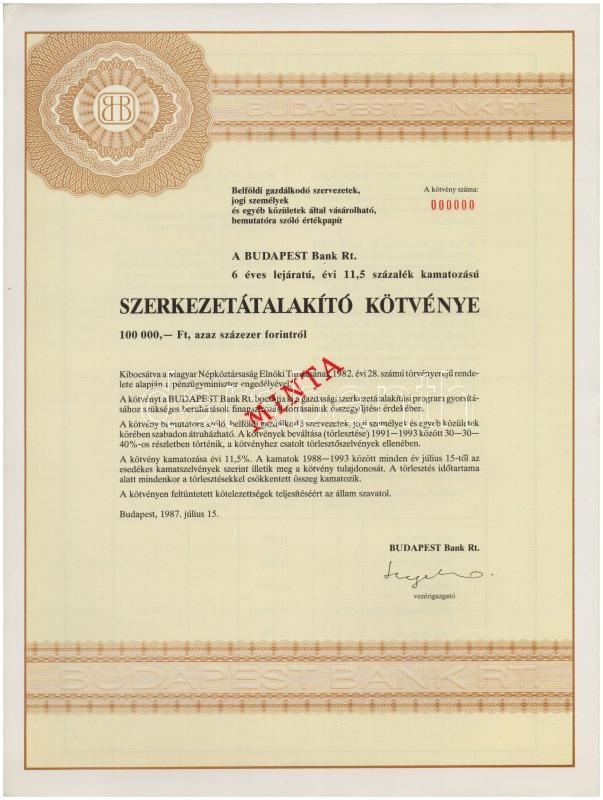 BUDAPEST BANK RT.
Belföldi gazdálkodó szervezetek,
jogi személyek
és egyéb közületek által vásárolható,
bemutatóra szóló értékpapír
A kötvény száma:
000000
A BUDAPEST Bank Rt.
6 éves lejáratú, évi 11,5 százalék kamatozású
SZERKEZETÁTALAKÍTÓ KÖTVÉNYE
100 000,— Ft, azaz százezer forintról
Kibocsátva a Magyar Népköztársaság Elnöki Tanácsának 1982. évi 28. számú törvényerejű rende-
lete alapján a pénzügyminiszter engedélyével.
A kötvényt a BUDAPEST Bank Rt. bocsátja ki a gazdasági szerkezetátalakítási program gyorsítá-
sához szükséges beruházások finanszírozási forrásainak összegyűjtése érdekében.
A kötvény bemutatóra szóló, belföldi gazdálkodó szervezetek, jogi személyek és egyéb közületek
körében szabadon átruházható. A kötvények beváltása (törlesztése) 1991—1993 között 30—30—
40%-os részletben történik, a kötvényhez csatolt törlesztőszelvények ellenében.
A kötvény kamatozása évi 11,5%. A kamatok 1988—1993 között minden év július 15-től az
esedékes kamatszelvények szerint illetik meg a kötvény tulajdonosát. A törlesztés időtartama
alatt mindenkor a törlesztésekkel csökkentett összeg kamatozik.
A kötvényen feltüntetett kötelezettségek teljesítéséért az állam szavatol.
MINTA
Budapest, 1987. július 15.
BUDAPEST Bank Rt.
vezérigazgató
BUDAPEST BANK RT.